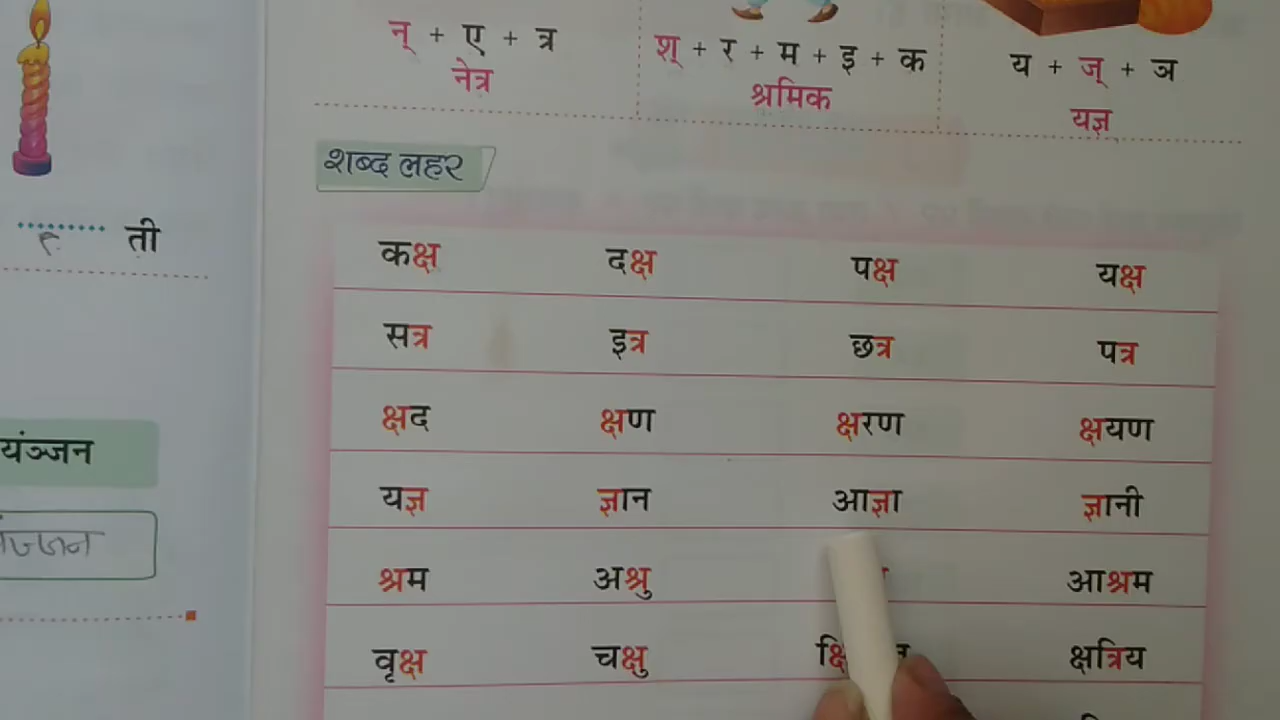 न् + ए + त्र
नेत्र
श् + र + म + इ + क
श्रमिक
य + ज् + ञ
यज्ञ
ती
यंञ्जन
शब्द लहर
कक्ष दक्ष पक्ष यक्ष
सत्र इत्र छत्र पत्र
क्षद क्षण क्षरण क्षयण
यज्ञ ज्ञान आज्ञा ज्ञानी
श्रम अश्रु आश्रम
वृक्ष चक्षु क्षत्रिय